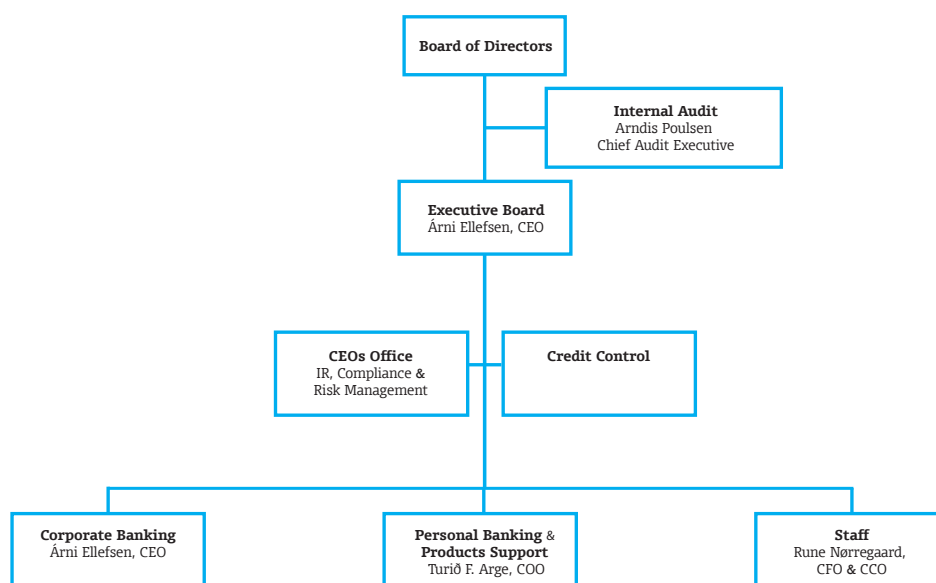 Board of Directors
Internal Audit
Arndis Poulsen
Chief Audit Executive
Executive Board
Árni Ellefsen, CEO
CEOs Office
IR, Compliance &
Risk Management
Credit Control
Corporate Banking
Árni Ellefsen, CEO
Personal Banking &
Products Support
Turið F. Arge, COO
Staff
Rune Nørregaard,
CFO & CCO